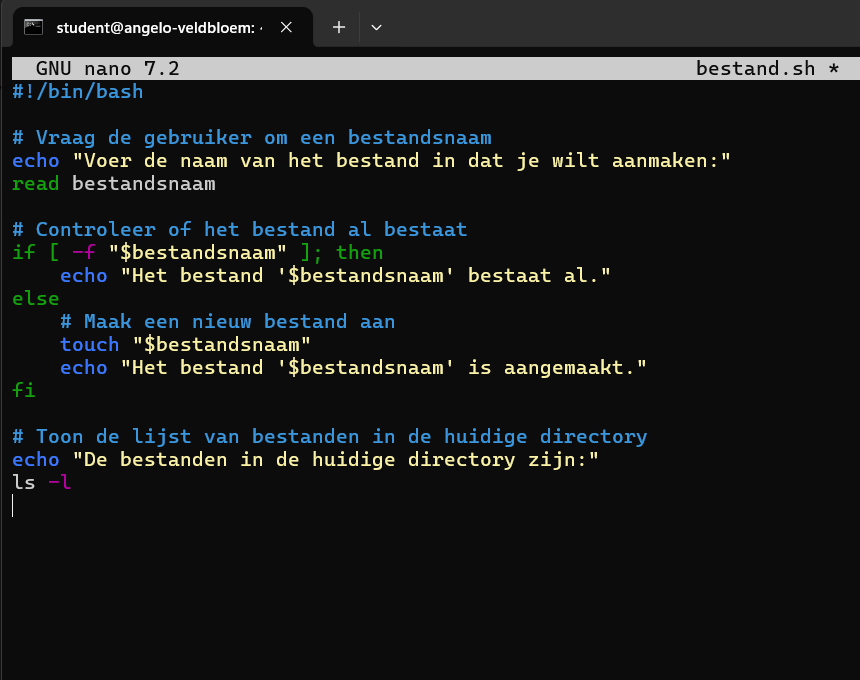 student@angelo-veldbloem:
GNU nano 7.2 bestand.sh *
#!/bin/bash
# Vraag de gebruiker om een bestandsnaam
echo "Voer de naam van het bestand in dat je wilt aanmaken:"
read bestandsnaam
# Controleer of het bestand al bestaat
if [ -f "$bestandsnaam" ]; then
    echo "Het bestand '$bestandsnaam' bestaat al."
else
    # Maak een nieuw bestand aan
    touch "$bestandsnaam"
    echo "Het bestand '$bestandsnaam' is aangemaakt."
fi
# Toon de lijst van bestanden in de huidige directory
echo "De bestanden in de huidige directory zijn:"
ls -l